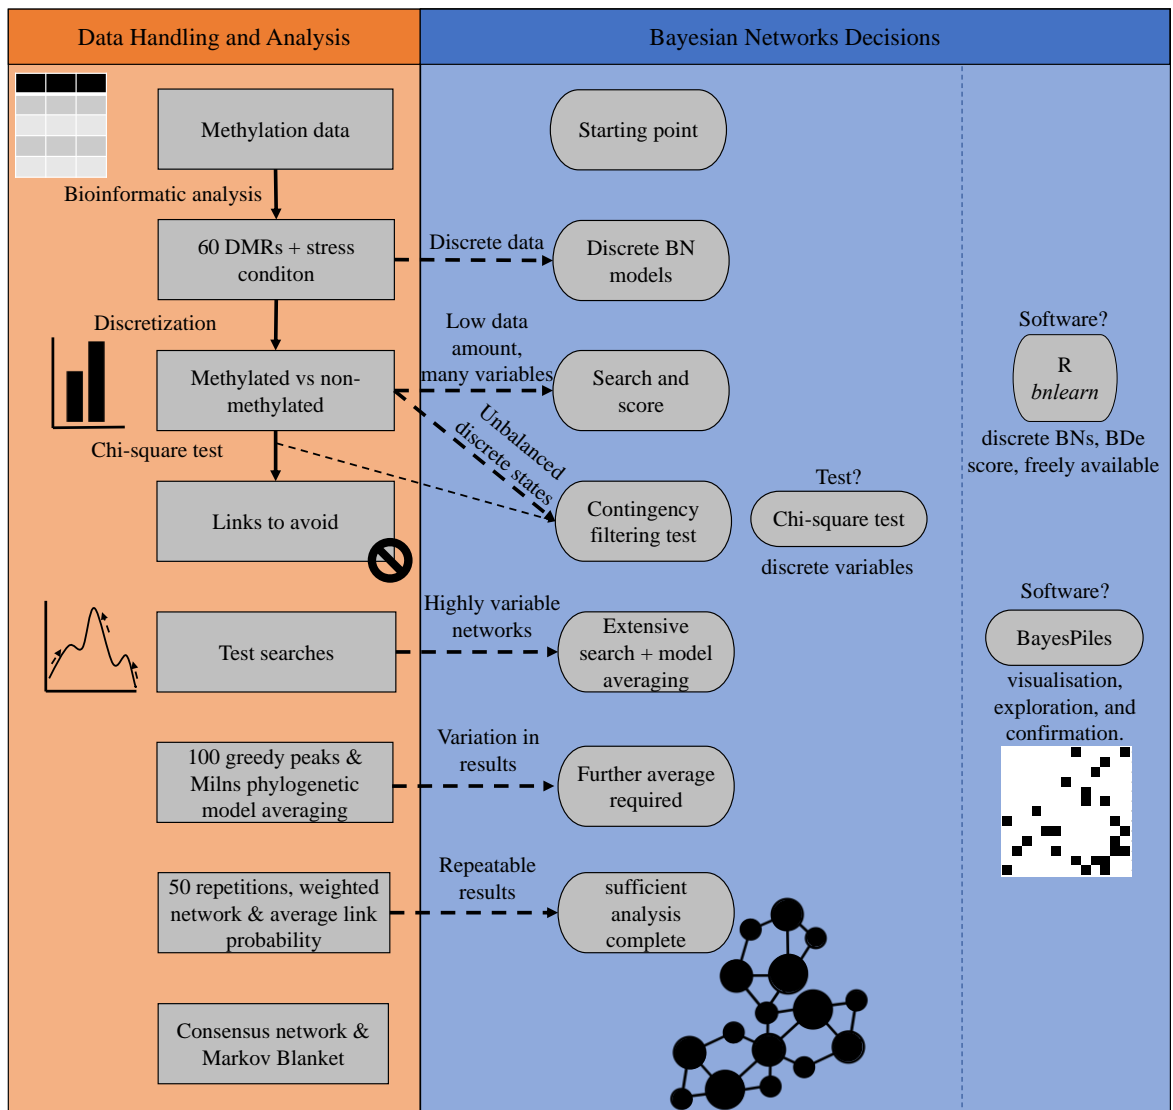 Data Handling and Analysis
Bayesian Networks Decisions
Methylation data
Starting point
Bioinformatic analysis
60 DMRs + stress
conditon
Discrete data
Discrete BN
models
Discretization
Low data
amount,
many variables
Methylated vs non-
methylated
Search and
score
Software?
R
bnlearn
discrete BNs, BDe
score, freely available
Chi-square test
Unbalanced
discrete states
Links to avoid
Contingency
filtering test
Test?
Chi-square test
discrete variables
Highly variable
networks
Test searches
Extensive
search + model
averaging
Software?
BayesPiles
visualisation,
exploration, and
confirmation.
100 greedy peaks &
Milns phylogenetic
model averaging
Variation in
results
Further average
required
50 repetitions, weighted
network & average link
probability
Repeatable
results
sufficient
analysis
complete
Consensus network &
Markov Blanket